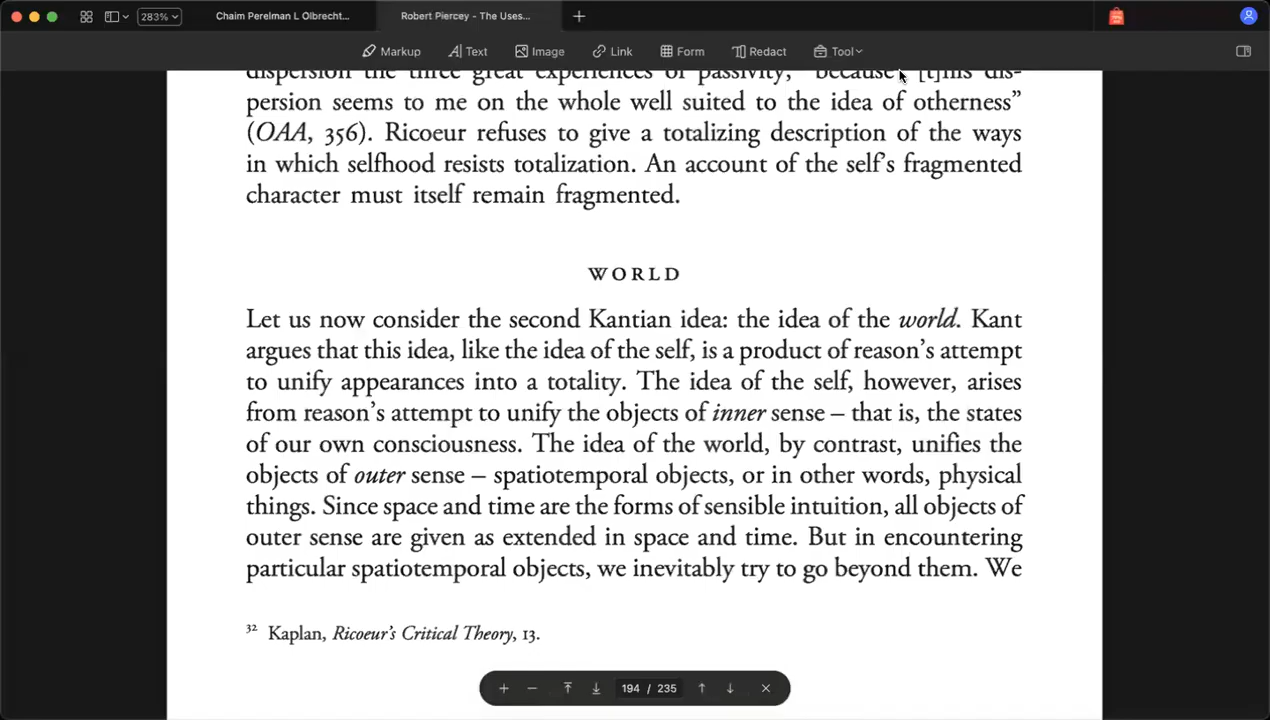 283%
Chaim Perelman L Olbrecht...
Robert Piercey - The Uses...
Markup
Text
Image
Link
Form
Redact
Tool
dispersion the three great experiences of passivity," because "[t]his dis-
persion seems to me on the whole well suited to the idea of otherness”
(OAA, 356). Ricoeur refuses to give a totalizing description of the ways
in which selfhood resists totalization. An account of the self’s fragmented
character must itself remain fragmented.
WORLD
Let us now consider the second Kantian idea: the idea of the world. Kant
argues that this idea, like the idea of the self, is a product of reason’s attempt
to unify appearances into a totality. The idea of the self, however, arises
from reason’s attempt to unify the objects of inner sense – that is, the states
of our own consciousness. The idea of the world, by contrast, unifies the
objects of outer sense – spatiotemporal objects, or in other words, physical
things. Since space and time are the forms of sensible intuition, all objects of
outer sense are given as extended in space and time. But in encountering
particular spatiotemporal objects, we inevitably try to go beyond them. We
32 Kaplan, Ricoeur’s Critical Theory, 13.
194 / 235